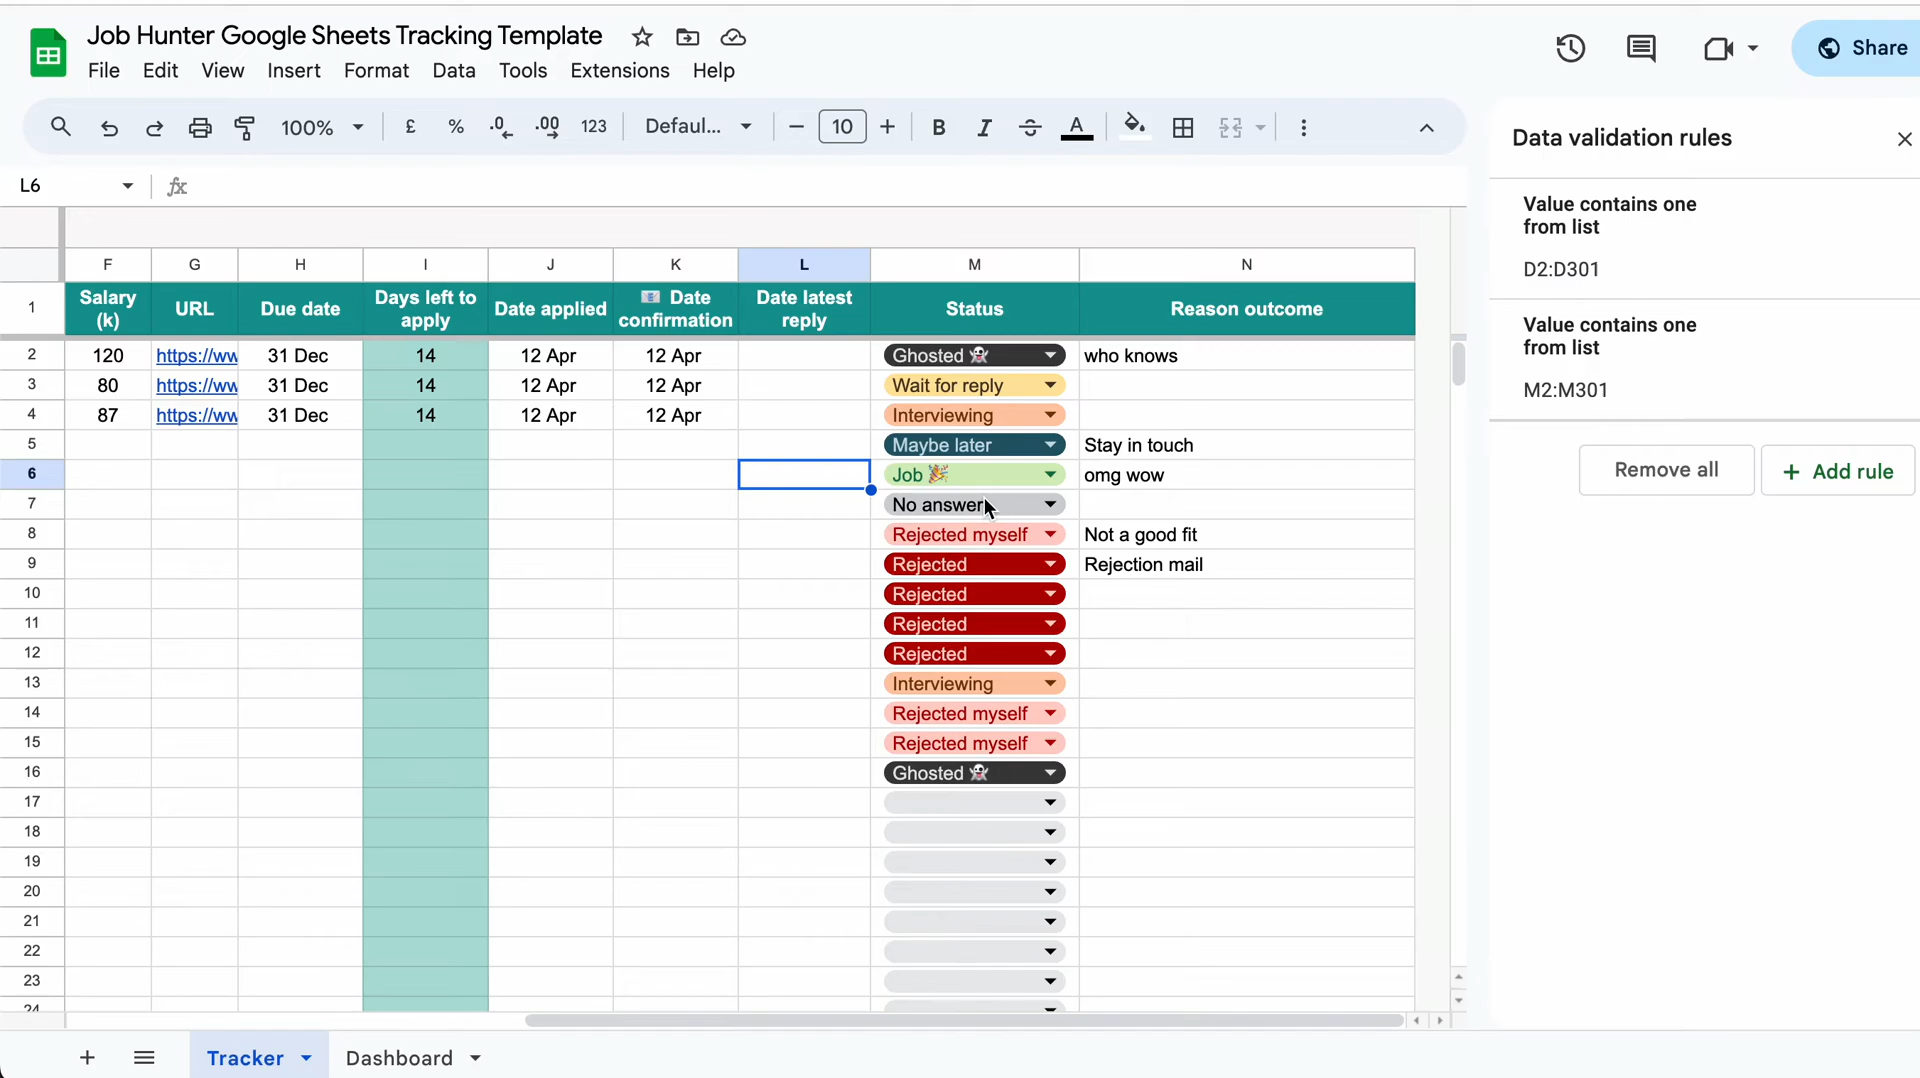 Job Hunter Google Sheets Tracking Template
File Edit View Insert Format Data Tools Extensions Help
Share
100% £ % .0 .00 123 Defaul... 10 B I S A
L6 fx
Data validation rules
Value contains one
from list
D2:D301
Value contains one
from list
M2:M301
Remove all
Add rule
F G H I J K L M N
1 Salary (k) URL Due date Days left to apply Date applied 📧 Date confirmation Date latest reply Status Reason outcome
2 120 https://ww 31 Dec 14 12 Apr 12 Apr Ghosted 👻 who knows
3 80 https://ww 31 Dec 14 12 Apr 12 Apr Wait for reply
4 87 https://ww 31 Dec 14 12 Apr 12 Apr Interviewing
5 Maybe later Stay in touch
6 Job 🎉 omg wow
7 No answer
8 Rejected myself Not a good fit
9 Rejected Rejection mail
10 Rejected
11 Rejected
12 Rejected
13 Interviewing
14 Rejected myself
15 Rejected myself
16 Ghosted 👻
17
18
19
20
21
22
23
24
Tracker Dashboard